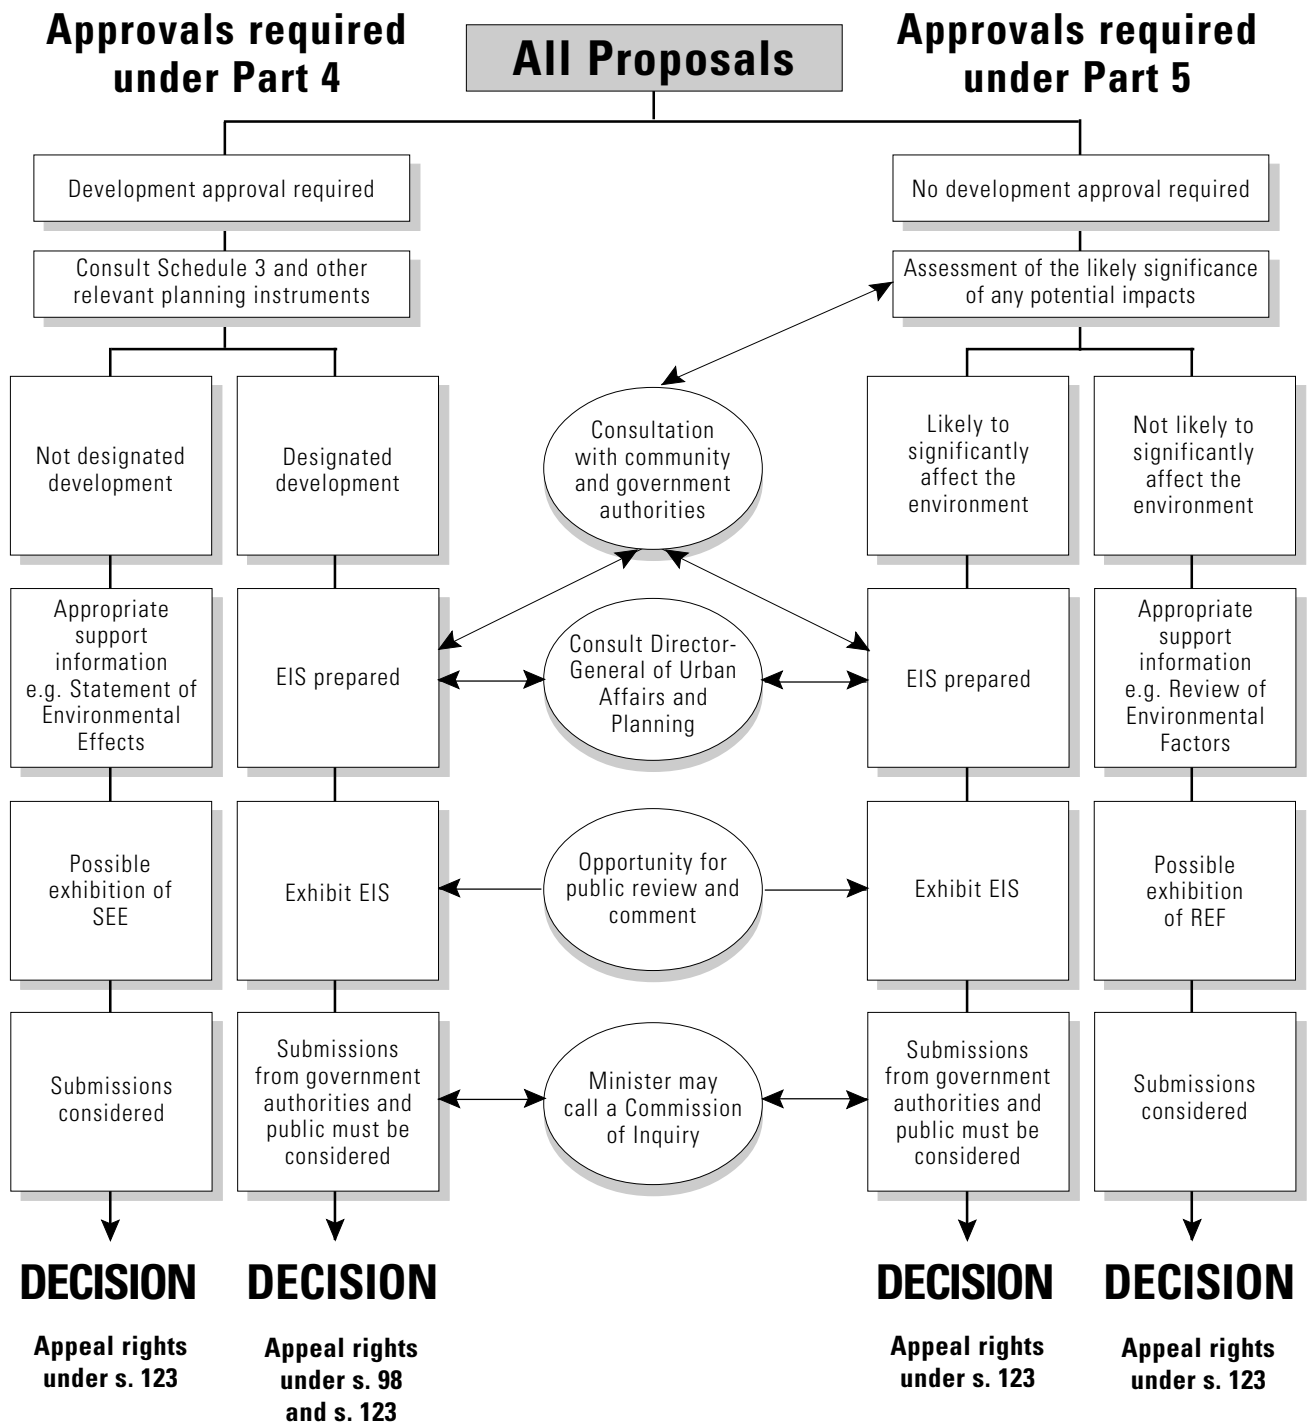 Approvals required
under Part 4
All Proposals
Approvals required
under Part 5
Development approval required
No development approval required
Consult Schedule 3 and other
relevant planning instruments
Assessment of the likely significance
of any potential impacts
Not designated
development
Designated
development
Consultation
with community
and government
authorities
Likely to
significantly
affect the
environment
Not likely to
significantly
affect the
environment
Appropriate
support
information
e.g. Statement of
Environmental
Effects
EIS prepared
Consult Director-
General of Urban
Affairs and
Planning
EIS prepared
Appropriate
support
information
e.g. Review of
Environmental
Factors
Possible
exhibition of
SEE
Exhibit EIS
Opportunity for
public review and
comment
Exhibit EIS
Possible
exhibition
of REF
Submissions
considered
Submissions
from government
authorities and
public must be
considered
Minister may
call a Commission
of Inquiry
Submissions
from government
authorities and
public must be
considered
Submissions
considered
DECISION
DECISION
DECISION
DECISION
Appeal rights
under s. 123
Appeal rights
under s. 98
and s. 123
Appeal rights
under s. 123
Appeal rights
under s. 123